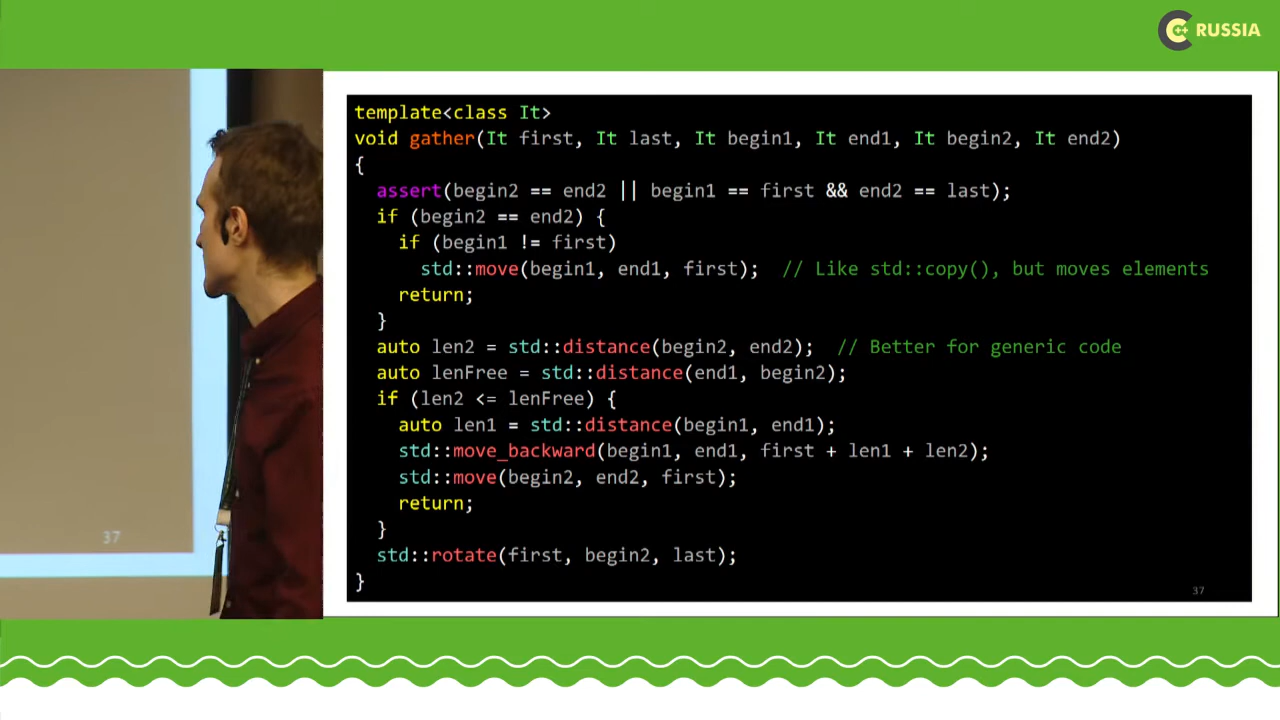 C++ RUSSIA
template<class It>
void gather(It first, It last, It begin1, It end1, It begin2, It end2)
{
  assert(begin2 == end2 || begin1 == first && end2 == last);
  if (begin2 == end2) {
    if (begin1 != first)
      std::move(begin1, end1, first);  // Like std::copy(), but moves elements
    return;
  }
  auto len2 = std::distance(begin2, end2);  // Better for generic code
  auto lenFree = std::distance(end1, begin2);
  if (len2 <= lenFree) {
    auto len1 = std::distance(begin1, end1);
    std::move_backward(begin1, end1, first + len1 + len2);
    std::move(begin2, end2, first);
    return;
  }
  std::rotate(first, begin2, last);
}
37
37